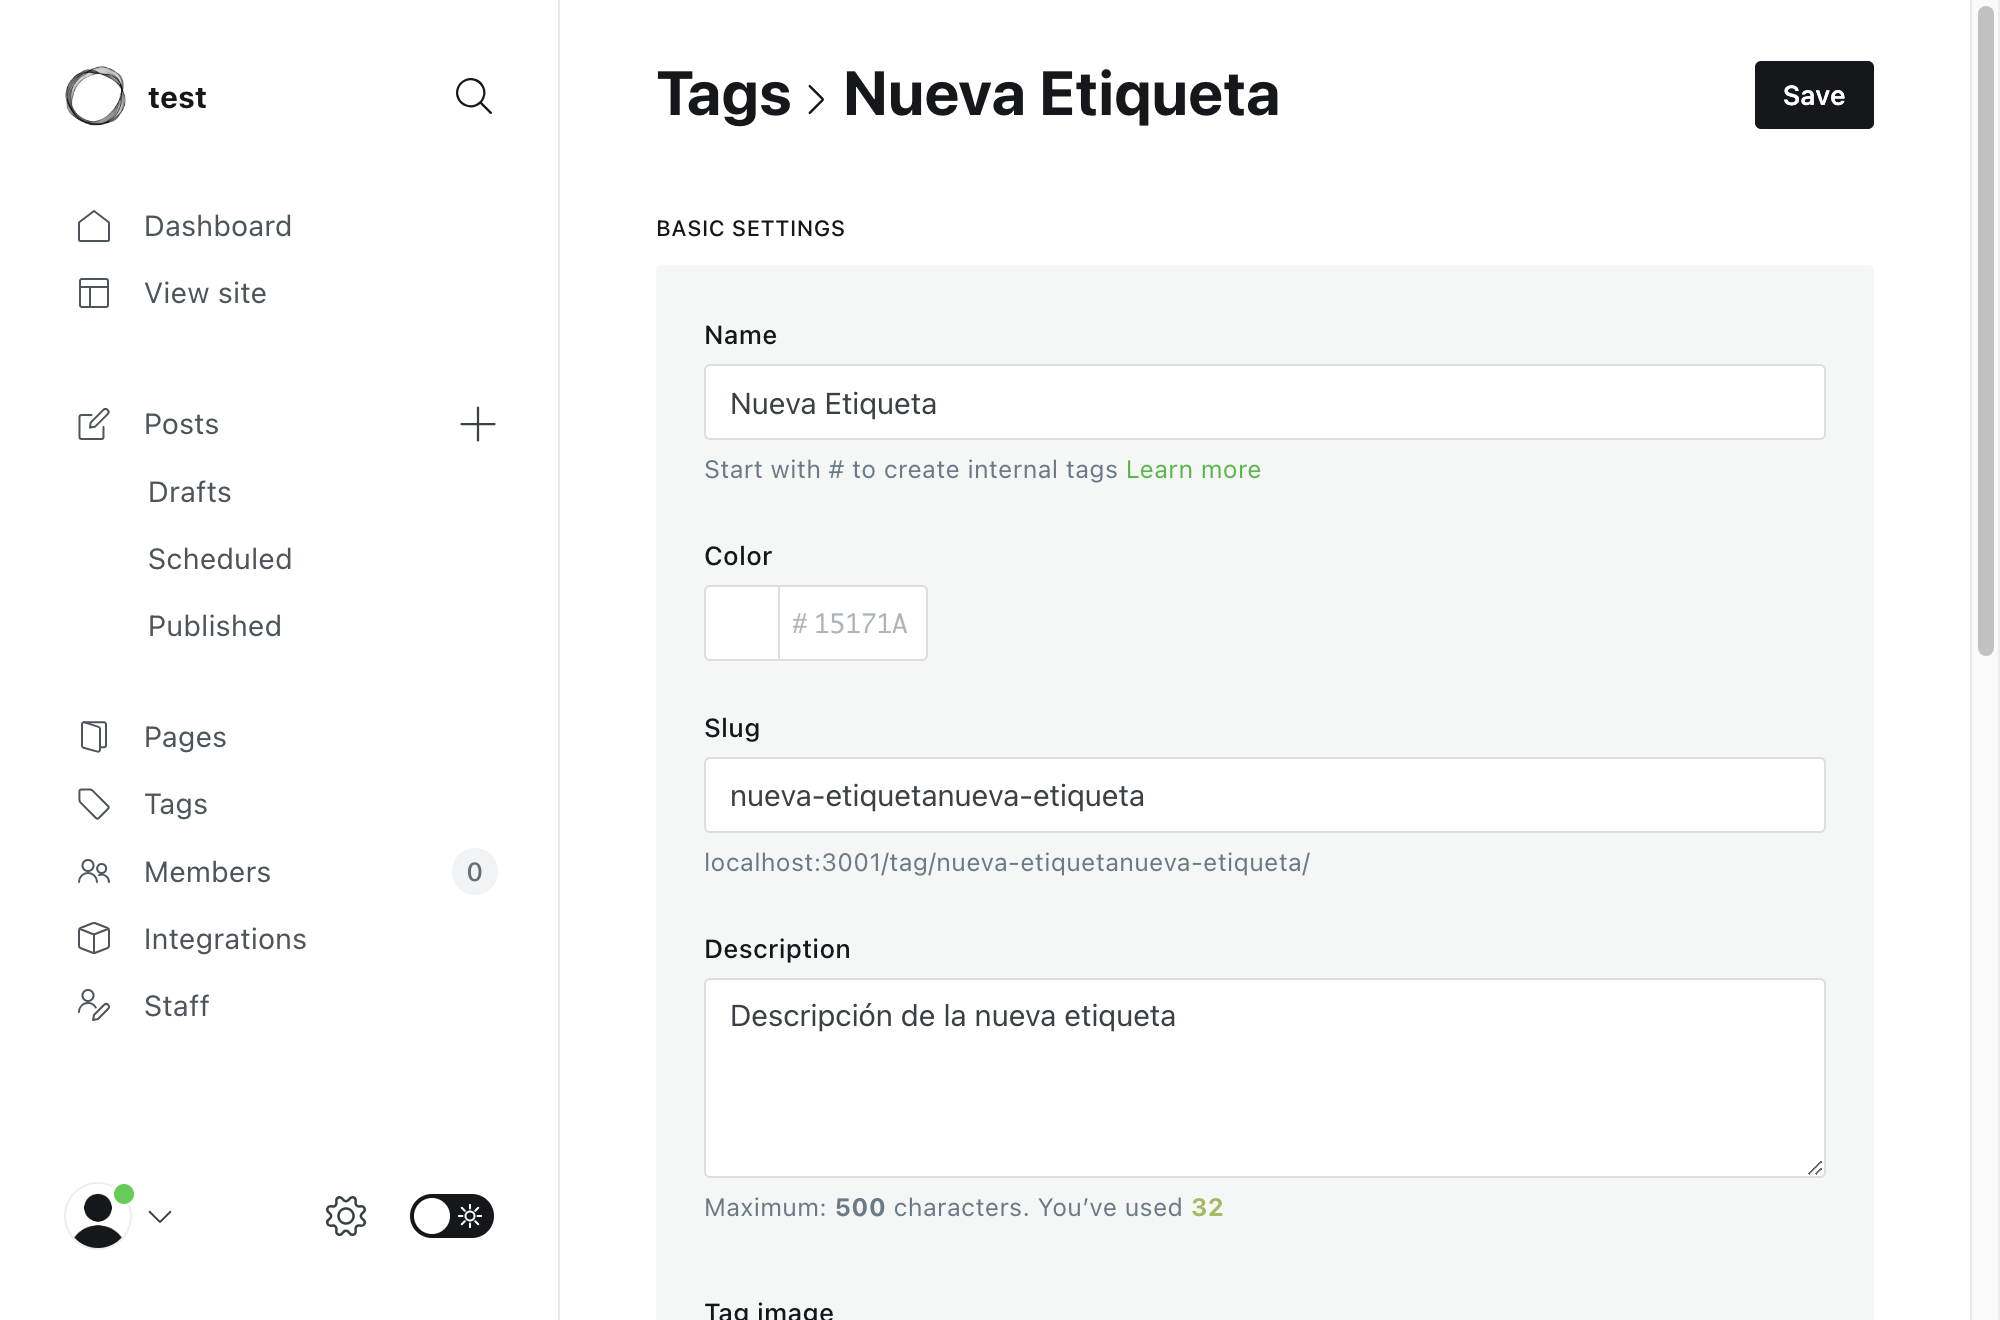 test
Dashboard
View site
Posts
Drafts
Scheduled
Published
Pages
Tags
Members 0
Integrations
Staff
Tags > Nueva Etiqueta
Save
BASIC SETTINGS
Name
Nueva Etiqueta
Start with # to create internal tags Learn more
Color
# 15171A
Slug
nueva-etiquetanueva-etiqueta
localhost:3001/tag/nueva-etiquetanueva-etiqueta/
Description
Descripción de la nueva etiqueta
Maximum: 500 characters. You’ve used 32
Tag image